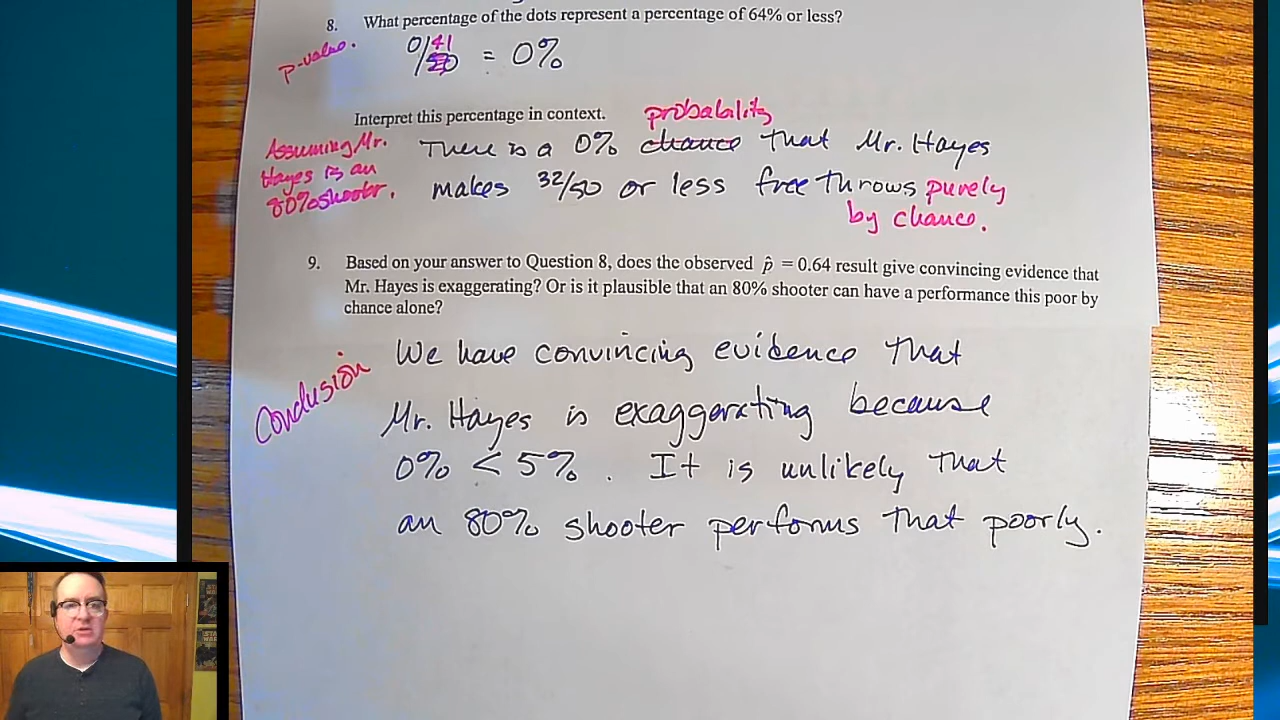 8. What percentage of the dots represent a percentage of 64% or less?
p-value.
0/50 41 = 0%
Interpret this percentage in context. probability
Assuming Mr. Hayes is an 80% shooter.
There is a 0% chance that Mr. Hayes
makes 32/50 or less free throws purely
by chance.
9. Based on your answer to Question 8, does the observed p̂ = 0.64 result give convincing evidence that
Mr. Hayes is exaggerating? Or is it plausible that an 80% shooter can have a performance this poor by
chance alone?
Conclusion
We have convincing evidence that
Mr. Hayes is exaggerating because
0% < 5%. It is unlikely that
an 80% shooter performs that poorly.
STAR
WARS